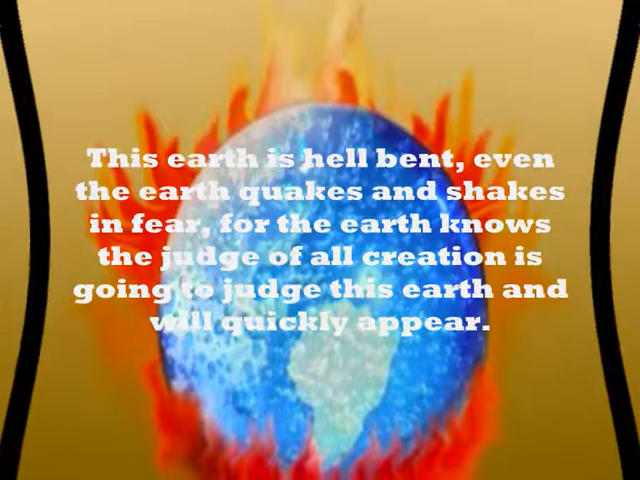 This earth is hell bent, even
the earth quakes and shakes
in fear, for the earth knows
the judge of all creation is
going to judge this earth and
will quickly appear.